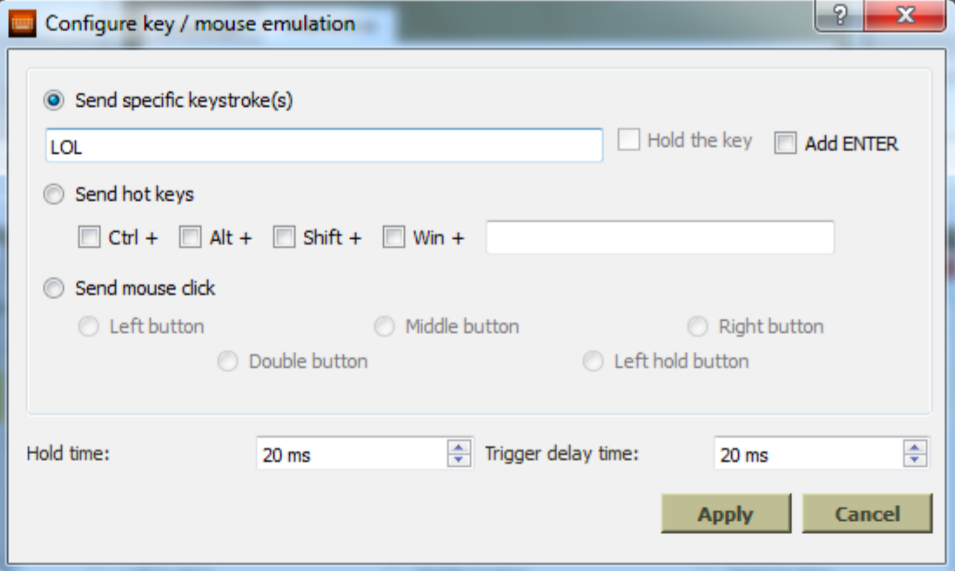 Configure key / mouse emulation
?
Send specific keystroke(s)
LOL
Hold the key
Add ENTER
Send hot keys
Ctrl +
Alt +
Shift +
Win +
Send mouse click
Left button
Middle button
Right button
Double button
Left hold button
Hold time:
20 ms
Trigger delay time:
20 ms
Apply
Cancel